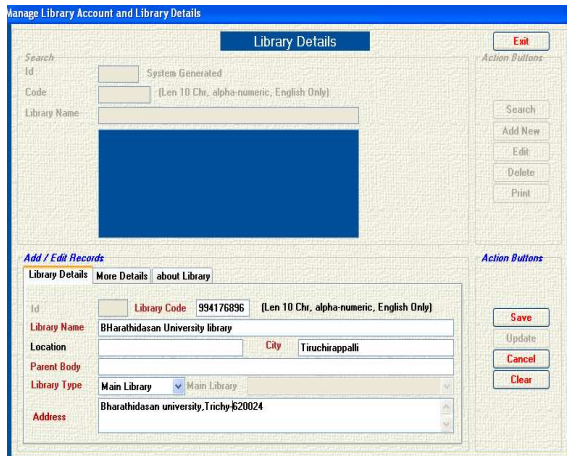 Manage Library Account and Library Details
Library Details
Exit
Search
Action Buttons
Id System Generated
Code (Len 10 Chr, alpha-numeric, English Only)
Library Name
Search
Add New
Edit
Delete
Print
Add / Edit Records
Action Buttons
Library Details More Details about Library
Id Library Code 994176896 (Len 10 Chr, alpha-numeric, English Only)
Library Name BHarathidasan University library
Location City Tiruchirappalli
Parent Body
Library Type Main Library Main Library
Address Bharathidasan university,Trichy-620024
Save
Update
Cancel
Clear